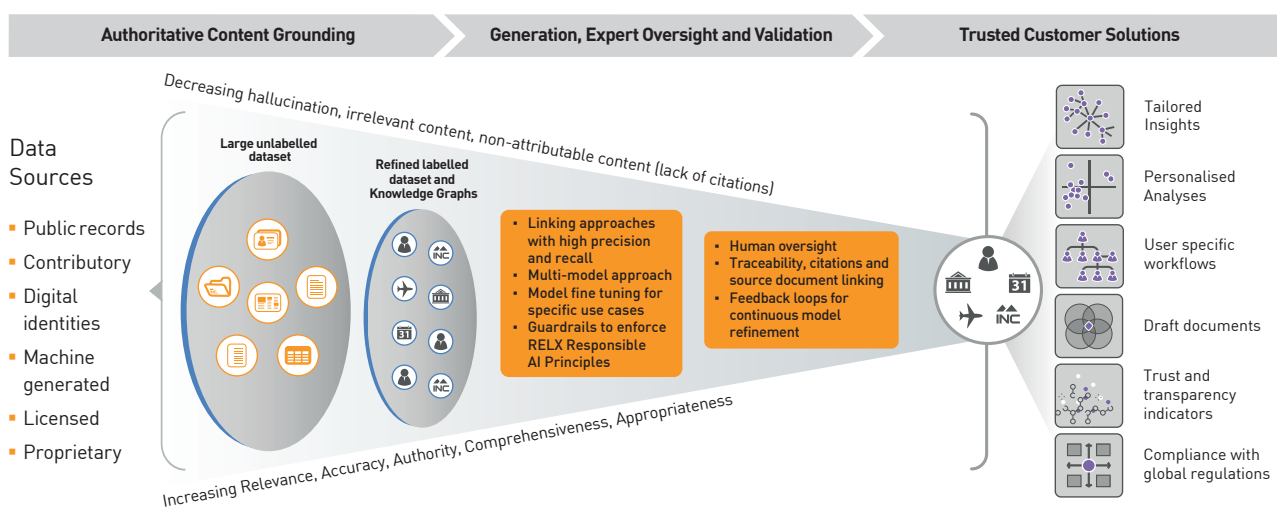 Authoritative Content Grounding
Generation, Expert Oversight and Validation
Trusted Customer Solutions
Decreasing hallucination, irrelevant content, non-attributable content (lack of citations)
Data
Sources
▪ Public records
▪ Contributory
▪ Digital
identities
▪ Machine
generated
▪ Licensed
▪ Proprietary
Large unlabelled
dataset
Refined labelled
dataset and
Knowledge Graphs
INC
31
INC
▪ Linking approaches
with high precision
and recall
▪ Multi-model approach
▪ Model fine tuning for
specific use cases
▪ Guardrails to enforce
RELX Responsible
AI Principles
▪ Human oversight
▪ Traceability, citations and
source document linking
▪ Feedback loops for
continuous model
refinement
31
INC
Increasing Relevance, Accuracy, Authority, Comprehensiveness, Appropriateness
Tailored
Insights
Personalised
Analyses
User specific
workflows
Draft documents
Trust and
transparency
indicators
Compliance with
global regulations